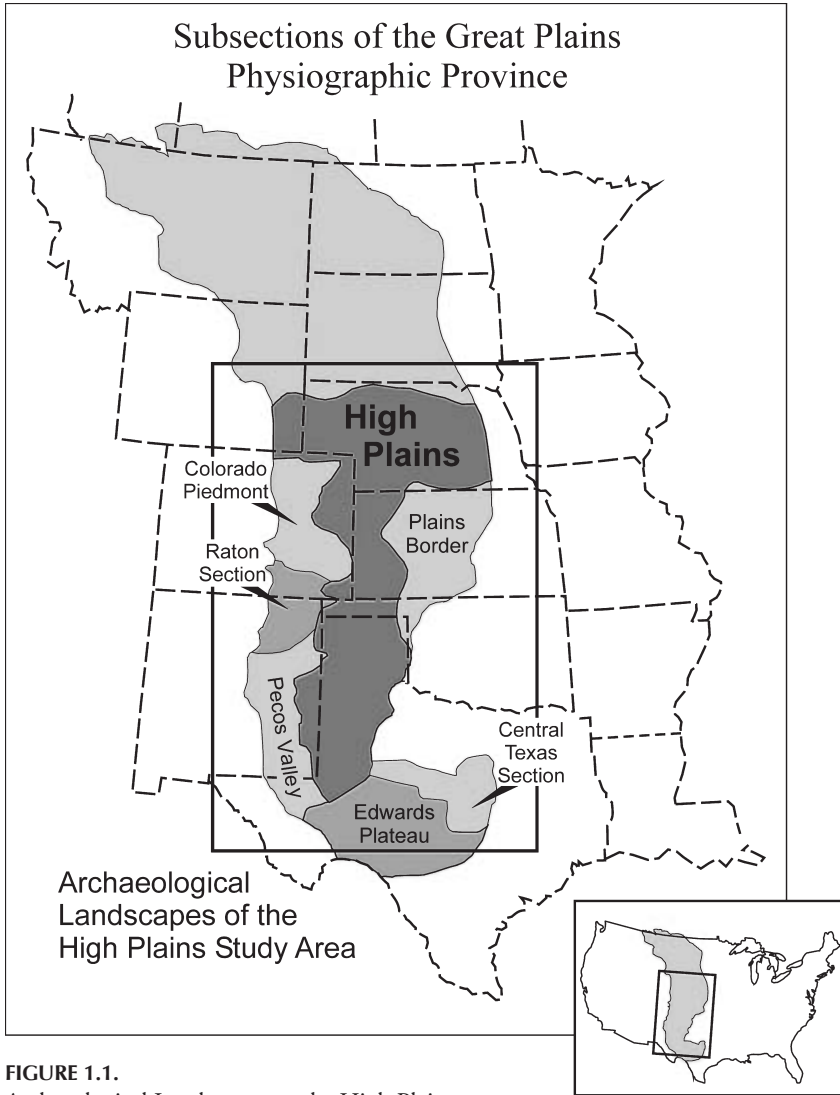 Subsections of the Great Plains
Physiographic Province
High
Plains
Colorado
Piedmont
Plains
Border
Raton
Section
Pecos Valley
Central
Texas
Section
Edwards
Plateau
Archaeological
Landscapes of the
High Plains Study Area
FIGURE 1.1.